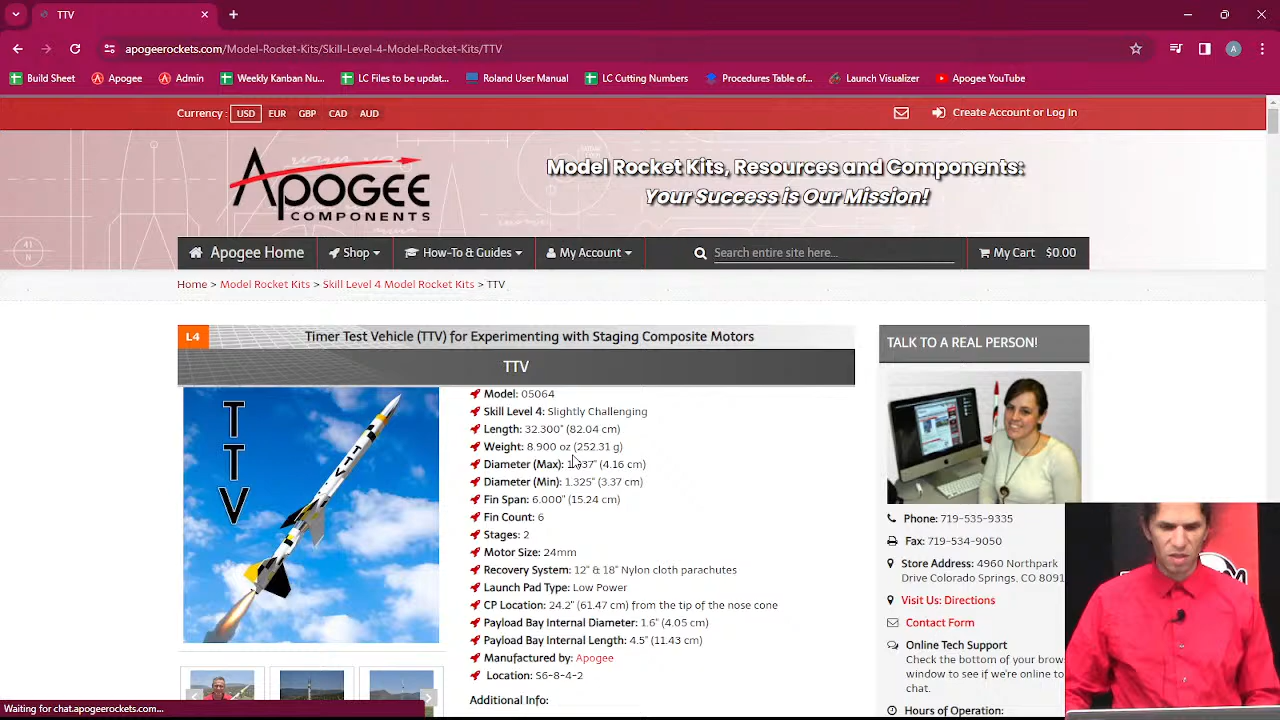 TTV
apogeerockets.com/Model-Rocket-Kits/Skill-Level-4-Model-Rocket-Kits/TTV
Build Sheet Apogee Admin Weekly Kanban Nu... LC Files to be updat... Roland User Manual LC Cutting Numbers Procedures Table of... Launch Visualizer Apogee YouTube
Currency : USD EUR GBP CAD AUD Create Account or Log In
APOGEE
COMPONENTS
Model Rocket Kits, Resources and Components:
Your Success is Our Mission!
Apogee Home Shop How-To & Guides My Account Search entire site here... My Cart $0.00
Home > Model Rocket Kits > Skill Level 4 Model Rocket Kits > TTV
L4 Timer Test Vehicle (TTV) for Experimenting with Staging Composite Motors
TTV
TTV
Model: 05064
Skill Level 4: Slightly Challenging
Length: 32.300" (82.04 cm)
Weight: 8.900 oz (252.31 g)
Diameter (Max): (4.16 cm)
Diameter (Min): 1.325" (3.37 cm)
Fin Span: 6.000" (15.24 cm)
Fin Count: 6
Stages: 2
Motor Size: 24mm
Recovery System: 12" & 18" Nylon cloth parachutes
Launch Pad Type: Low Power
CP Location: 24.2" (61.47 cm) from the tip of the nose cone
Payload Bay Internal Diameter: 1.6" (4.05 cm)
Payload Bay Internal Length: 4.5" (11.43 cm)
Manufactured by: Apogee
Location: S6-8-4-2
Additional Info:
TALK TO A REAL PERSON!
Phone: 719-535-9335
Fax: 719-534-9050
Store Address: 4960 Northpark
Drive Colorado Springs, CO 8091
Visit Us: Directions
Contact Form
Online Tech Support
Check the bottom of your brow
window to see if we're online to
chat.
Hours of Operation:
Waiting for chat.apogeerockets.com...